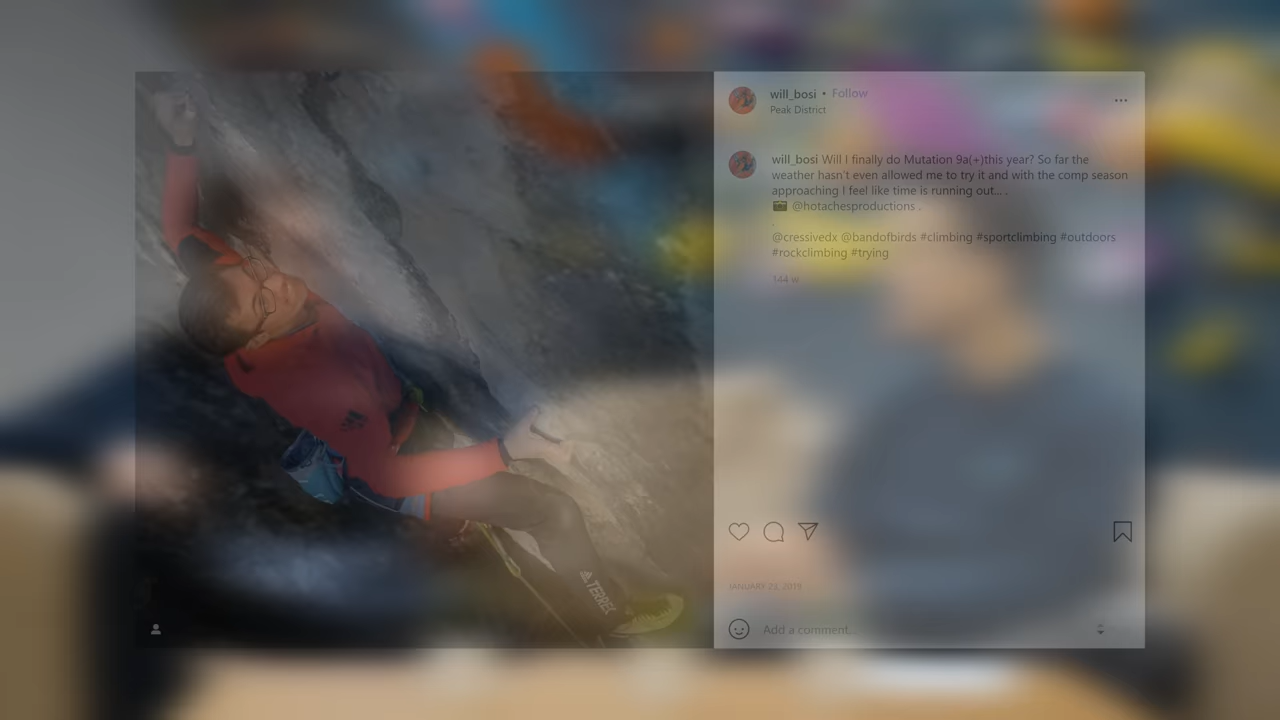 will_bosi • Follow
Peak District
will_bosi Will I finally do Mutation 9a(+)this year? So far the
weather hasn't even allowed me to try it and with the comp season
approaching I feel like time is running out... .
@hotachesproductions .
.
@cressivedx @bandofbirds #climbing #sportclimbing #outdoors
#rockclimbing #trying
144 w
JANUARY 23, 2019
Add a comment...
TERREX